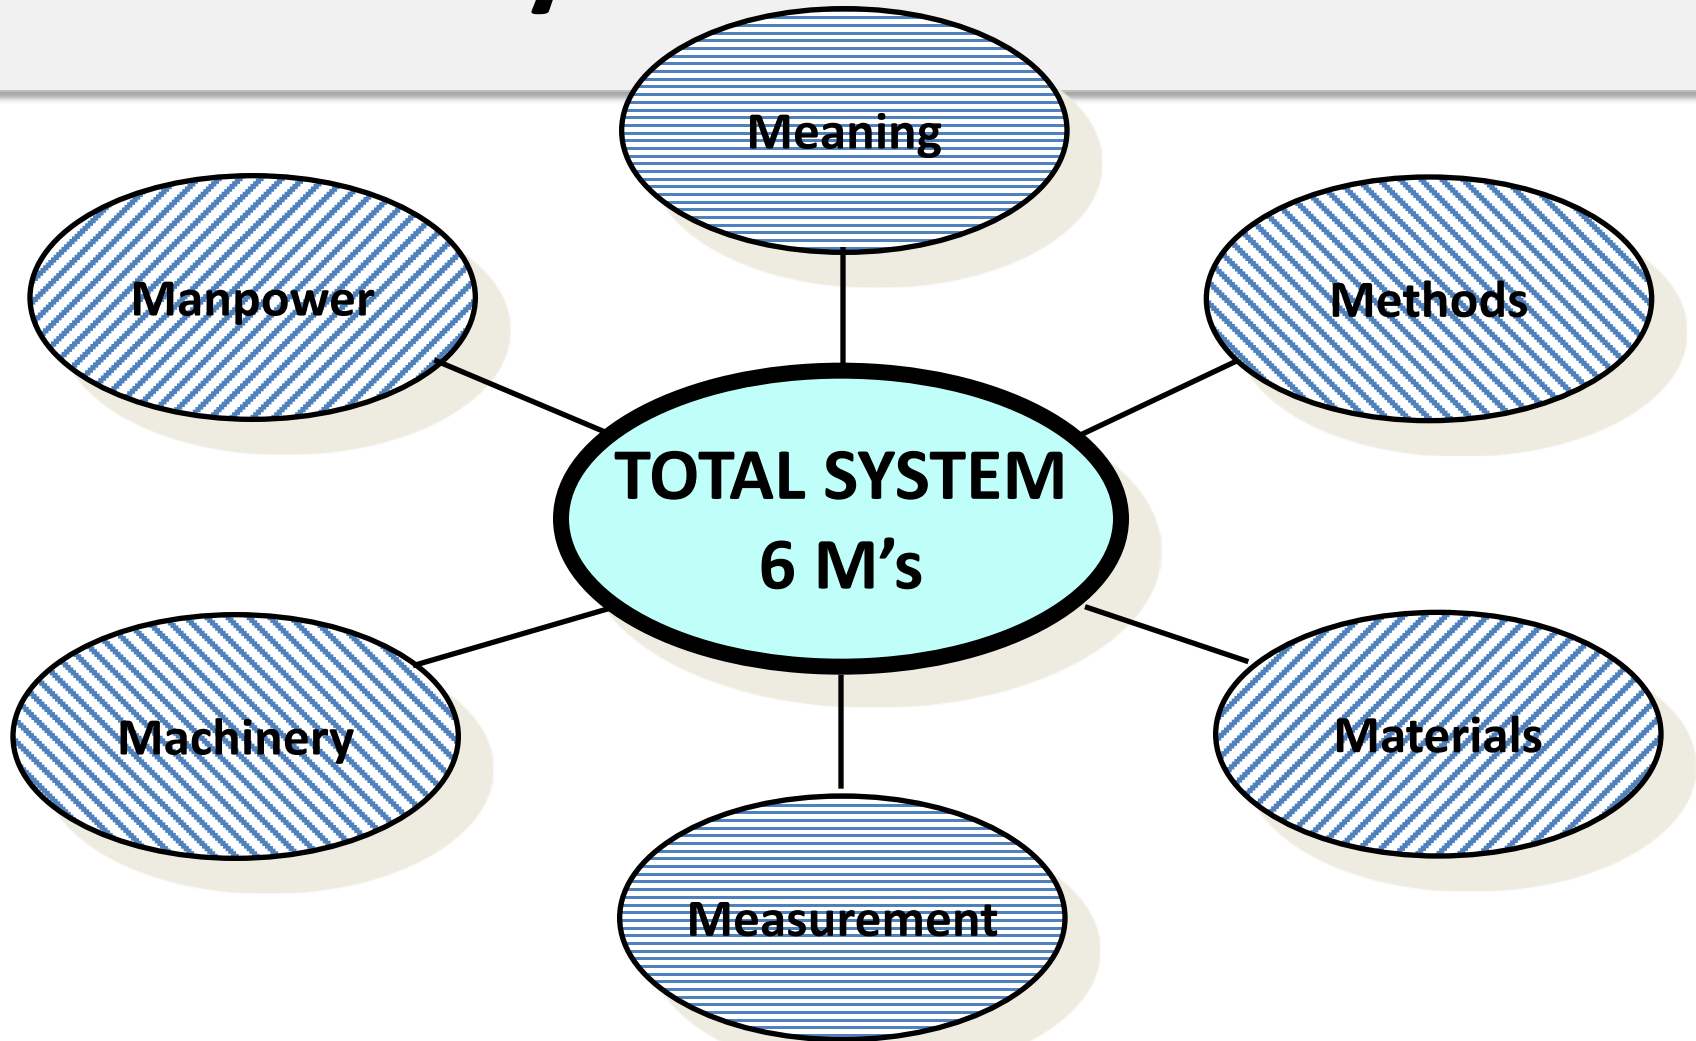 Meaning
Manpower
Methods
TOTAL SYSTEM
6 M’s
Machinery
Materials
Measurement